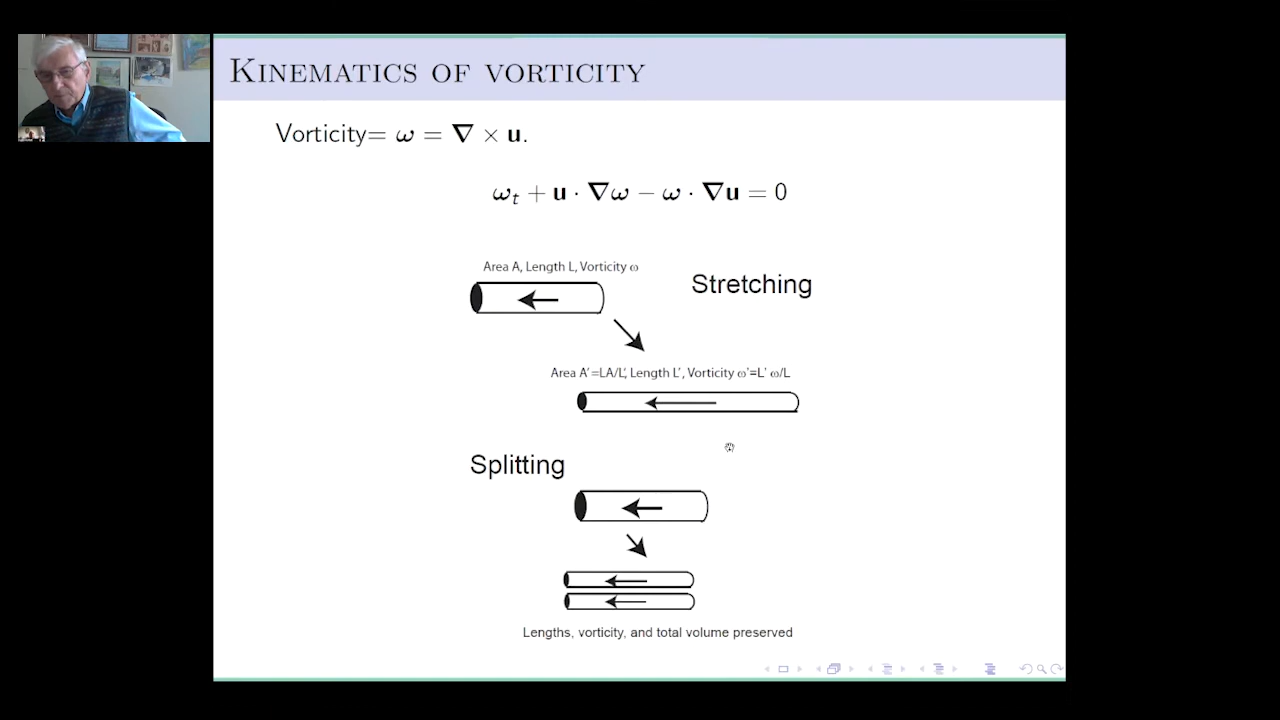 KINEMATICS OF VORTICITY
Vorticity= ω = ∇ × u.
ωₜ + u · ∇ω − ω · ∇u = 0
Area A, Length L, Vorticity ω
Stretching
Area A'=LA/L', Length L', Vorticity ω'=L' ω/L
Splitting
Lengths, vorticity, and total volume preserved